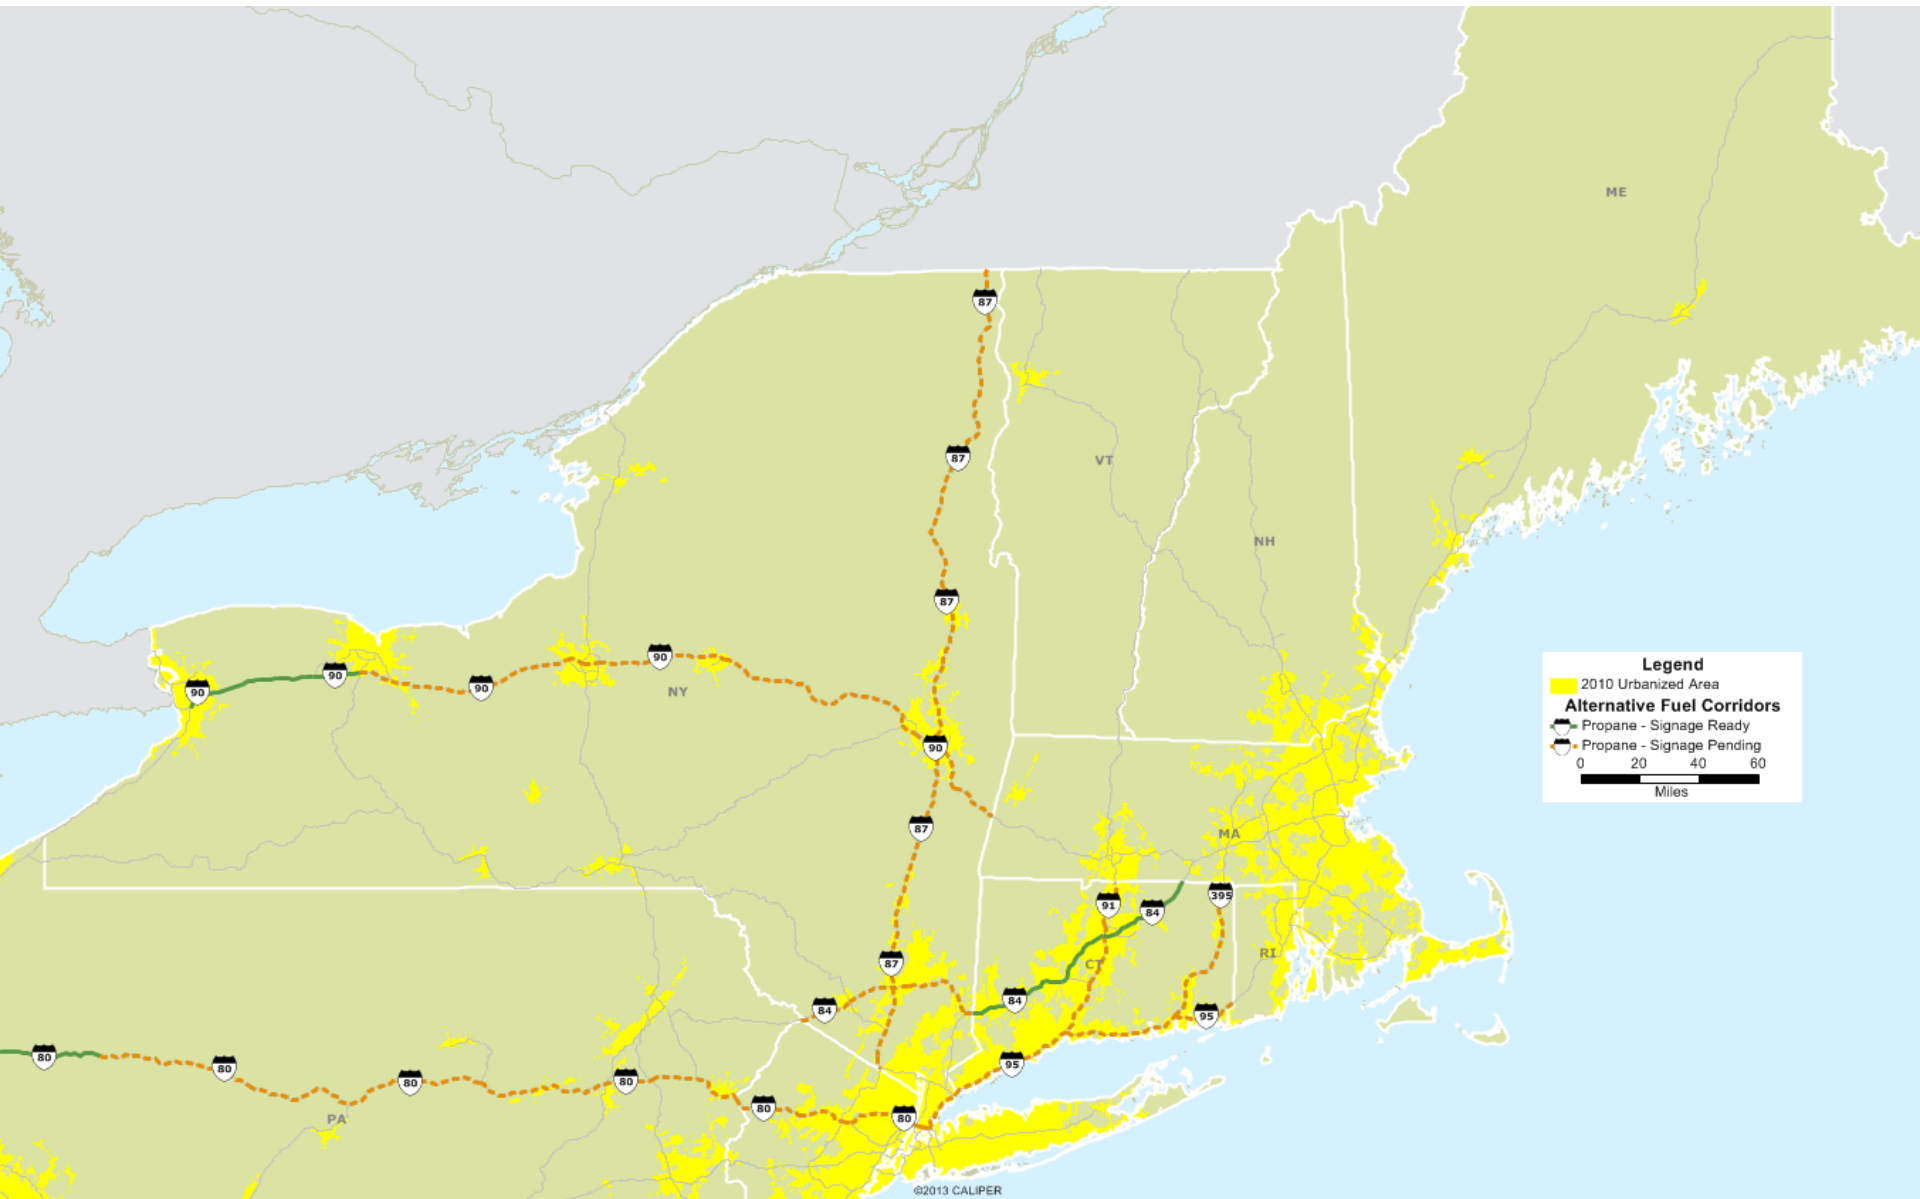 ME
87
87
VT
NH
87
90
90
90
90
NY
90
87
MA
91
84
395
87
CT
RI
84
84
95
95
80
80
80
80
80
80
PA
Legend
2010 Urbanized Area
Alternative Fuel Corridors
Propane - Signage Ready
Propane - Signage Pending
0 20 40 60
Miles
©2013 CALIPER